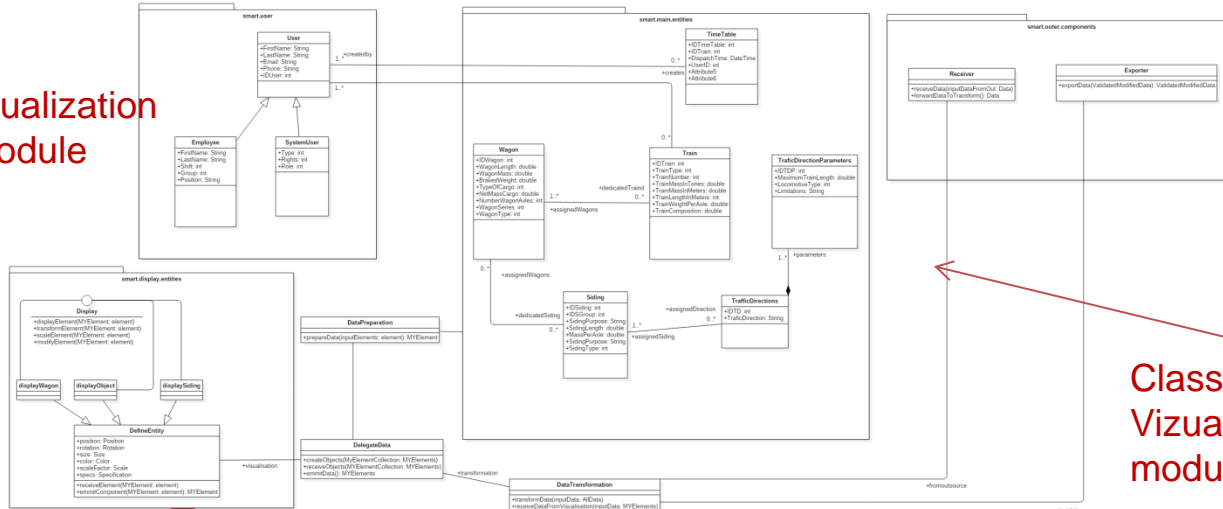 ualization
odule
smart.user
User
+FirstName: String
+LastName: String
+Email: String
+Phone: String
+IDUser: int
1..*
+createdby
1..*
Employee
+FirstName: String
+LastName: String
+Shift: int
+Group: int
+Position: String
SystemUser
+Type: int
+Rights: int
+Role: int
smart.main.entities
TimeTable
+IDTimeTable: int
+IDTrain: int
+DispatchTime: DateTime
+UserID: int
+Attribute5
+Attribute6
0..*
+creates
0..*
Wagon
+IDWagon: int
+WagonLength: double
+WagonMass: double
+BrakedWeight: double
+TypeOfCargo: int
+NetMassCargo: double
+NumberWagonAxles: int
+WagonSeries: int
+WagonType: int
Train
+IDTrain: int
+TrainType: int
+TrainNumber: int
+TrainMassInTones: double
+TrainMassInMeters: double
+TrainLengthInMeters: int
+TrainWeightPerAxle: double
+TrainComposition: double
+dedicatedTraind
1..*
0..*
+assignedWagons
TraficDirectionParameters
+IDTDP: int
+MaximumTrainLength: double
+LocomotiveType: int
+Limitations: String
1..*
+parameters
0..*
+assignedWagons
+dedicatedSiding
0..*
Siding
+IDSiding: int
+IDSGroup: int
+SidingPurpose: String
+SidingLength: double
+MassPerAxle: double
+SidingPurpose: String
+SidingType: int
+assignedDirection
1..*
0..*
+assignedSiding
TrafficDirections
+IDTD: int
+TraficDirection: String
smart.outer.components
Receiver
+receiveData(inputDataFromOut: Data)
+forwardDataToTransform(): Data
Exporter
+exportData(ValidatedModifiedData): ValidatedModifiedData
smart.display.entities
Display
+displayElement(MYElement: element)
+transformElement(MYElement: element)
+scaleElement(MYElement: element)
+modifyElement(MYElement: element)
displayWagon
displayObject
displaySiding
DefineEntity
+position: Position
+rotation: Rotation
+size: Size
+color: Color
+scaleFactor: Scale
+specs: Specification
+receiveElement(MYElement: element)
+emmitComponent(MYElement: element): MYElement
+visualisation
DataPreparation
+prepareData(inputElements: element): MYElement
DelegateData
+createObjects(MyElementCollection: MYElements)
+receiveObjects(MYElementCollection: MYElements)
+emmitData(): MYElements
+transformation
DataTransformation
+transformData(inputData: AllData)
+receiveDataFromVisualisation(inputData: MYElements)
+fromoutsource
Class
Vizua
modu